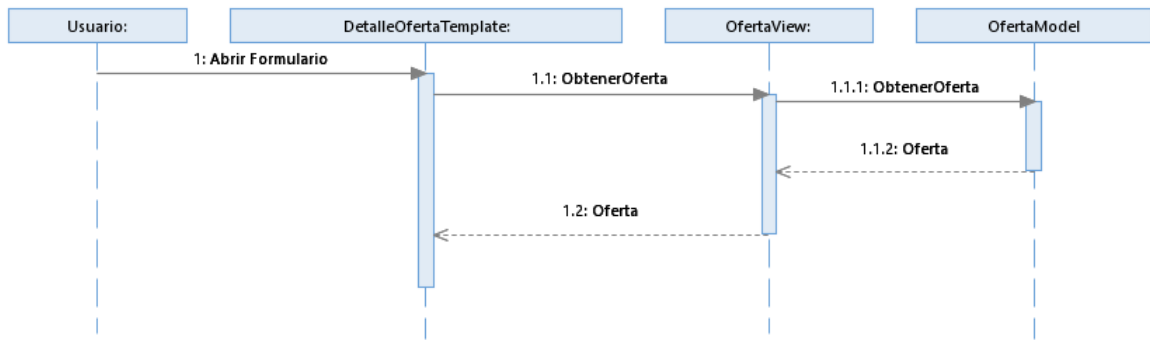 Usuario:
DetalleOfertaTemplate:
OfertaView:
OfertaModel
1: Abrir Formulario
1.1: ObtenerOferta
1.1.1: ObtenerOferta
1.1.2: Oferta
1.2: Oferta